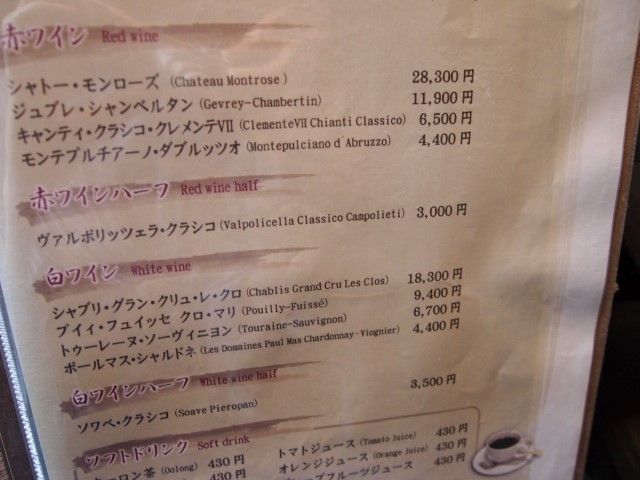 赤ワイン Red wine
シャトー・モンローズ (Chateau Montrose) 28,300円
ジュブレ・シャンベルタン (Gevrey-Chambertin) 11,900円
キャンティ・クラシコ・クレメンテⅦ (ClementeⅦ Chianti Classico) 6,500円
モンテプルチアーノ・ダブルッツオ (Montepulciano d'Abruzzo) 4,400円
赤ワインハーフ Red wine half
ヴァルポリッツェラ・クラシコ (Valpolicella Classico Campolieti) 3,000円
白ワイン White wine
シャブリ・グラン・クリュ・レ・クロ (Chablis Grand Cru Les Clos) 18,300円
プイィ・フュイッセ クロ・マリ (Pouilly-Fuissé) 9,400円
トゥーレーヌ・ソーヴィニヨン (Touraine-Sauvignon) 6,700円
ポールマス・シャルドネ (Les Domaines Paul Mas Chardonnay-Viognier) 4,400円
白ワインハーフ White wine half
ソワベ・クラシコ (Soave Pieropan) 3,500円
ソフトドリンク Soft drink
ウーロン茶 (Oolong) 430円
トマトジュース (Tomato Juice) 430円
オレンジジュース (Orange Juice) 430円
430円